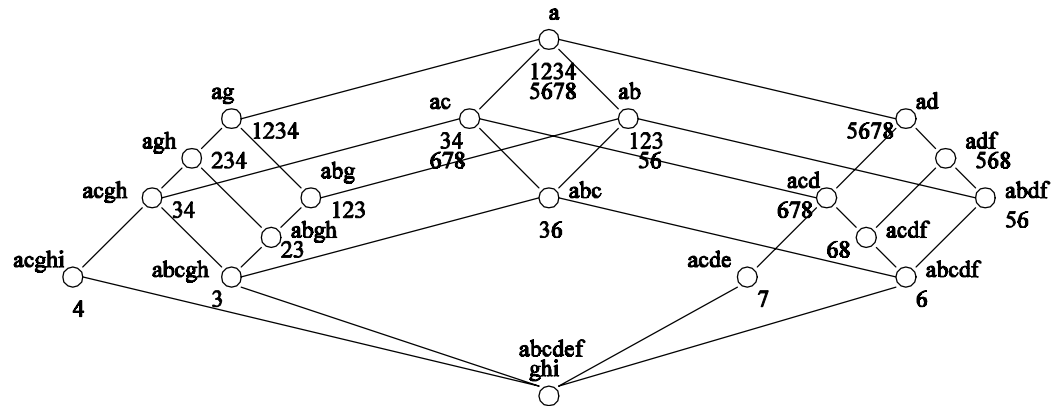 a
1234
5678
ag
ac
ab
ad
1234
34
678
123
56
5678
agh
234
adf
568
abg
123
acgh
34
abc
36
acd
678
abdf
56
abgh
23
acdf
68
acghi
4
abcgh
3
acde
7
abcdf
6
abcdef
ghi